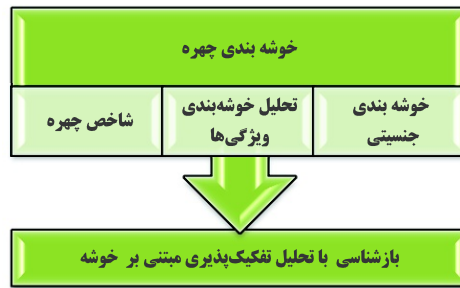 خوشه بندی چهره
خوشه بندی
جنسیتی
تحلیل خوشه‌بندی
ویژگی‌ها
شاخص چهره
بازشناسی با تحلیل تفکیک‌پذیری مبتنی بر خوشه